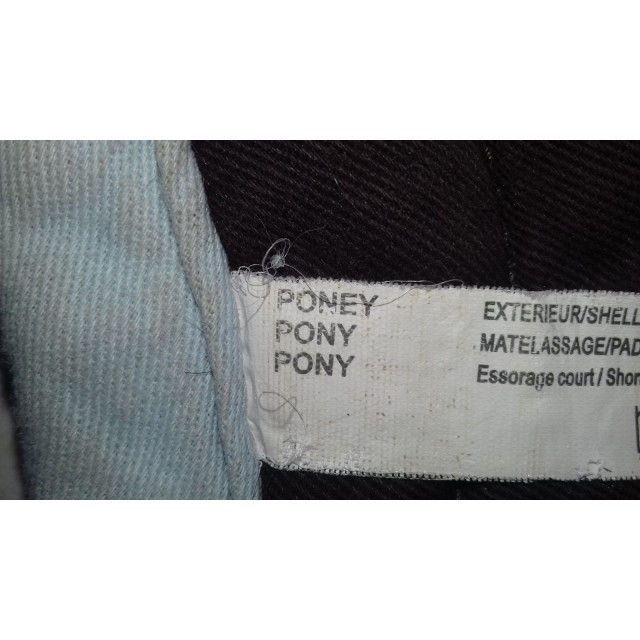 PONEY
PONY
PONY
EXTERIEUR/SHELL
MATELASSAGE/PAD
Essorage court / Shor